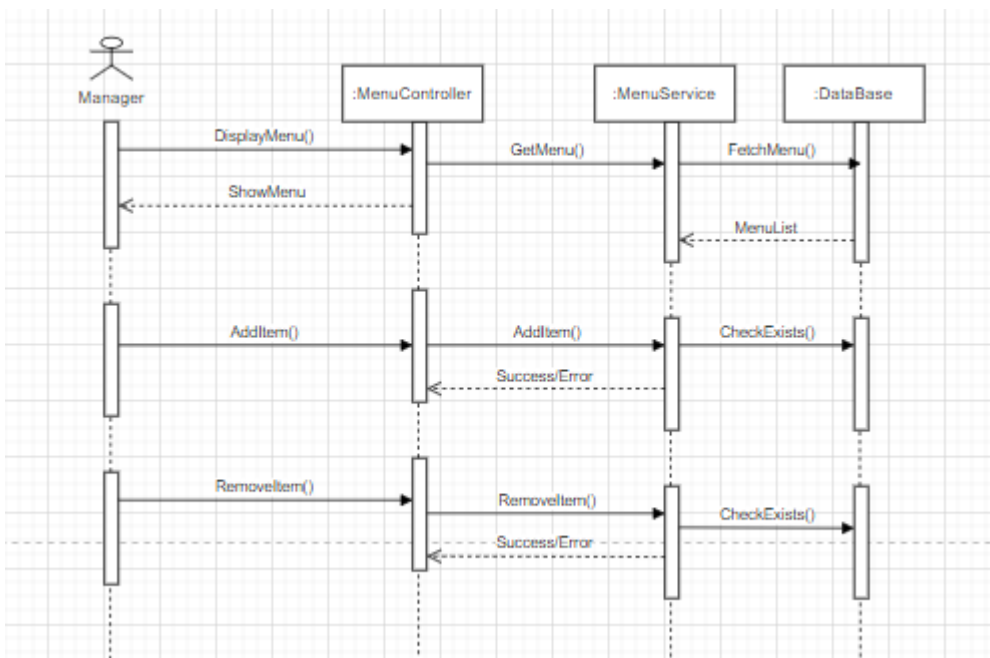 Manager
:MenuController
:MenuService
:DataBase
DisplayMenu()
GetMenu()
FetchMenu()
ShowMenu
MenuList
AddItem()
AddItem()
CheckExists()
Success/Error
RemoveItem()
RemoveItem()
CheckExists()
Success/Error